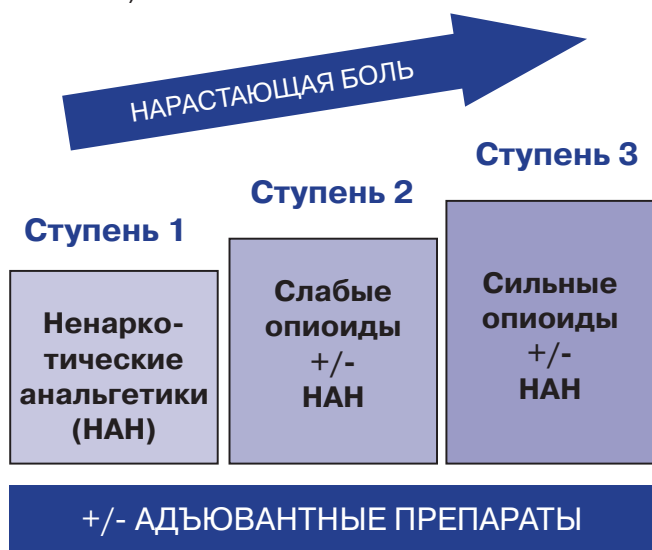 НАРАСТАЮЩАЯ БОЛЬ
Ступень 1
Ступень 2
Ступень 3
Ненарко-
тические
анальгетики
(НАН)
Слабые
опиоиды
+/-
НАН
Сильные
опиоиды
+/-
НАН
+/- АДЪЮВАНТНЫЕ ПРЕПАРАТЫ